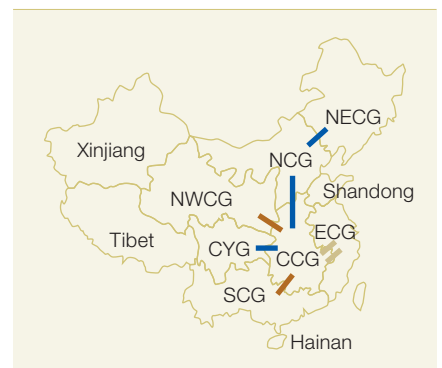 NECG
Xinjiang
NCG
Shandong
NWCG
ECG
Tibet
CYG
CCG
SCG
Hainan